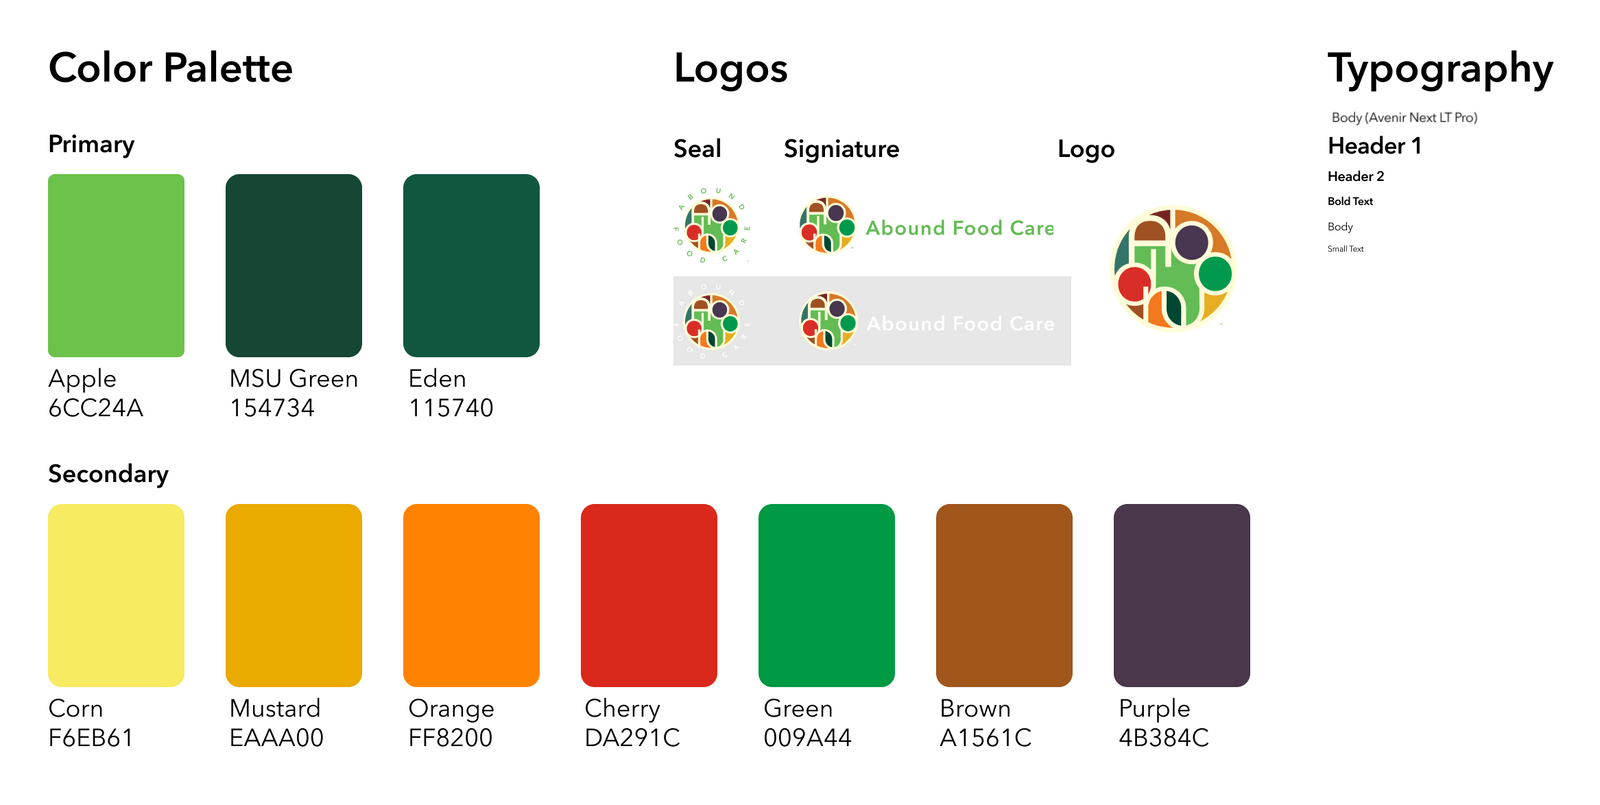 Color Palette
Primary
Apple
6CC24A
MSU Green
154734
Eden
115740
Secondary
Corn
F6EB61
Mustard
EAAA00
Orange
FF8200
Cherry
DA291C
Green
009A44
Brown
A1561C
Purple
4B384C
Logos
Seal
Signiature
Logo
ABOUND
FOOD CARE
Abound Food Care
ABOUND
FOOD CARE
Abound Food Care
Typography
Body (Avenir Next LT Pro)
Header 1
Header 2
Bold Text
Body
Small Text